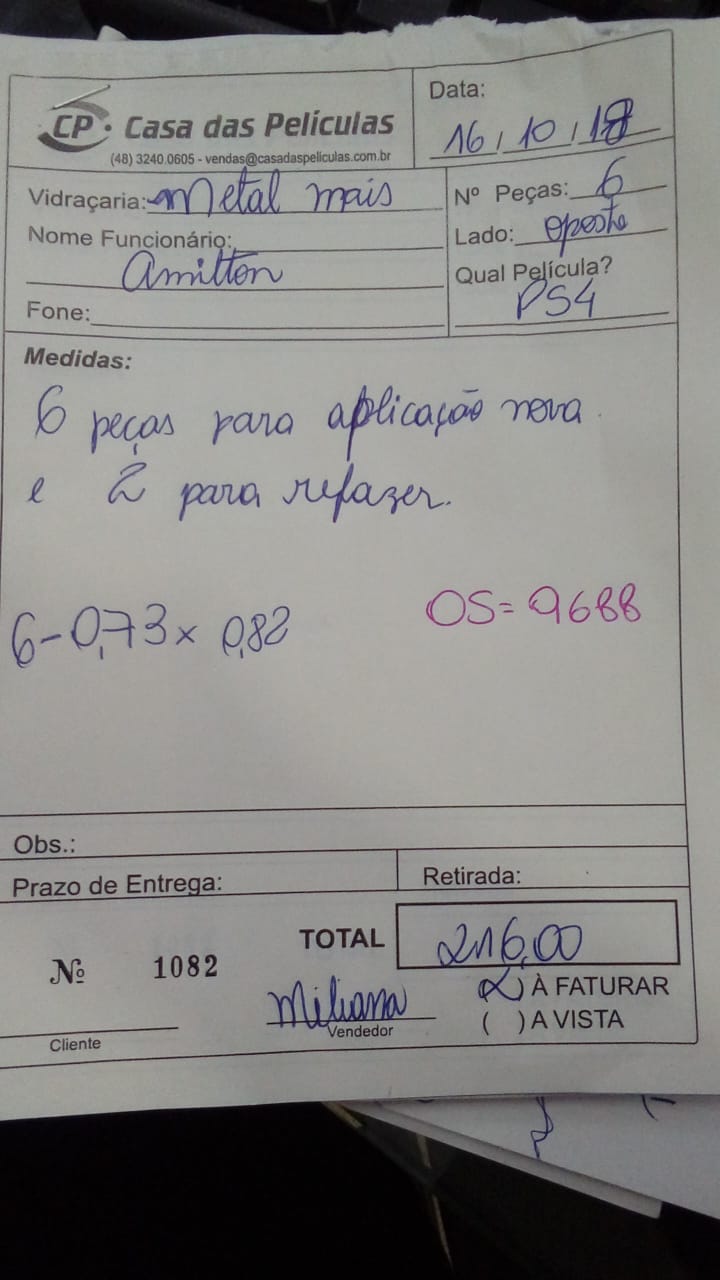 CP Casa das Películas
(48) 3240.0605 - vendas@casadaspeliculas.com.br
Data:
16/10/18
Vidraçaria: Metal mais
Nº Peças: 6
Nome Funcionário:
Amilton
Lado: oposto
Qual Película?
PS4
Fone:
Medidas:
6 peças para aplicação nova
e 2 para refazer.
6-0,73 x 0,82
OS= 9688
Obs.:
Prazo de Entrega:
Retirada:
TOTAL 216,00
Nº 1082
(X) À FATURAR
Miliana
Vendedor
( ) A VISTA
Cliente